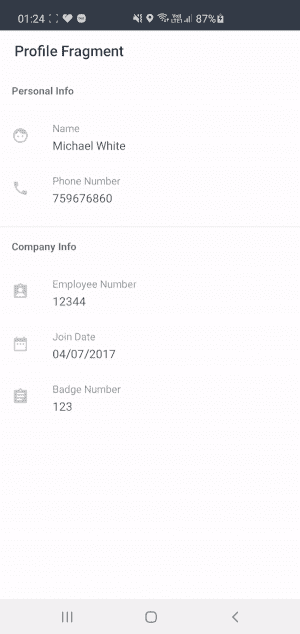 01:24 87%
Profile Fragment
Personal Info
Name
Michael White
Phone Number
759676860
Company Info
Employee Number
12344
Join Date
04/07/2017
Badge Number
123